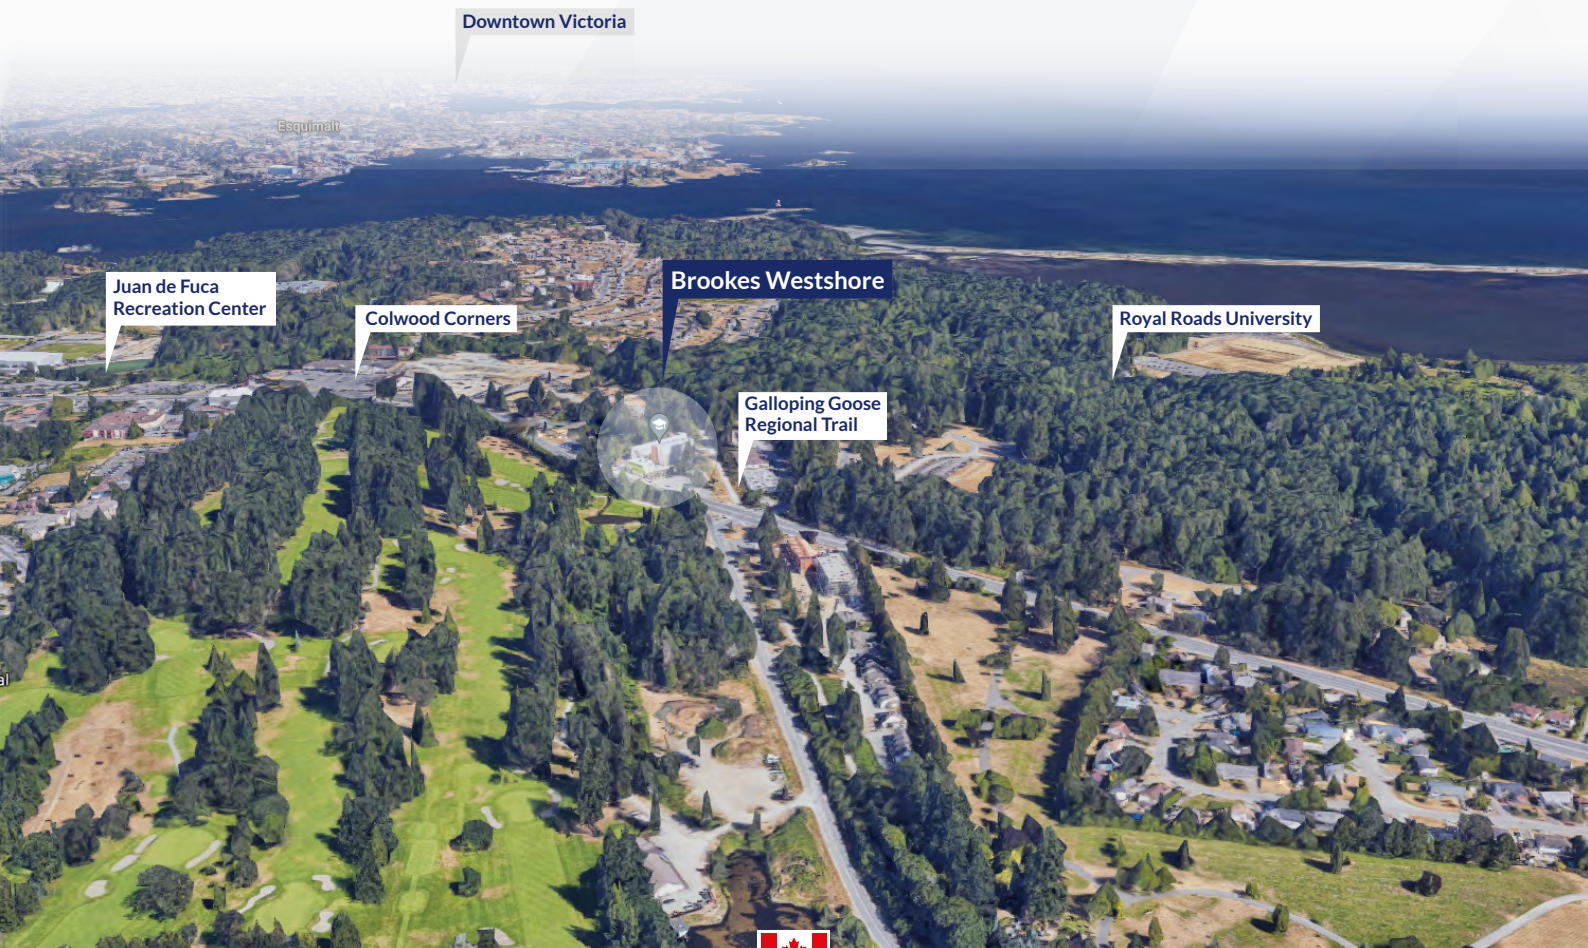 Downtown Victoria
Esquimalt
Brookes Westshore
Juan de Fuca
Recreation Center
Colwood Corners
Royal Roads University
Galloping Goose
Regional Trail
al